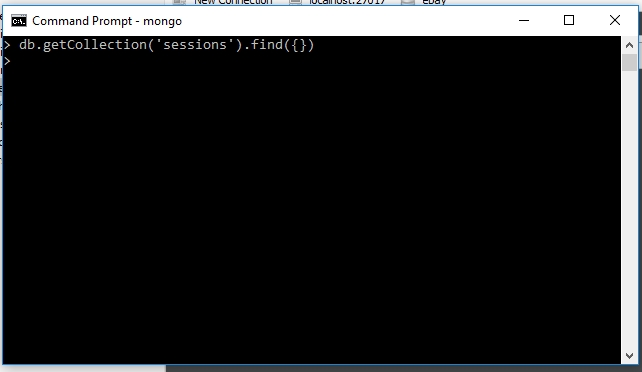 New Connection localhost:27017 ebay
Command Prompt - mongo
> db.getCollection('sessions').find({})
>